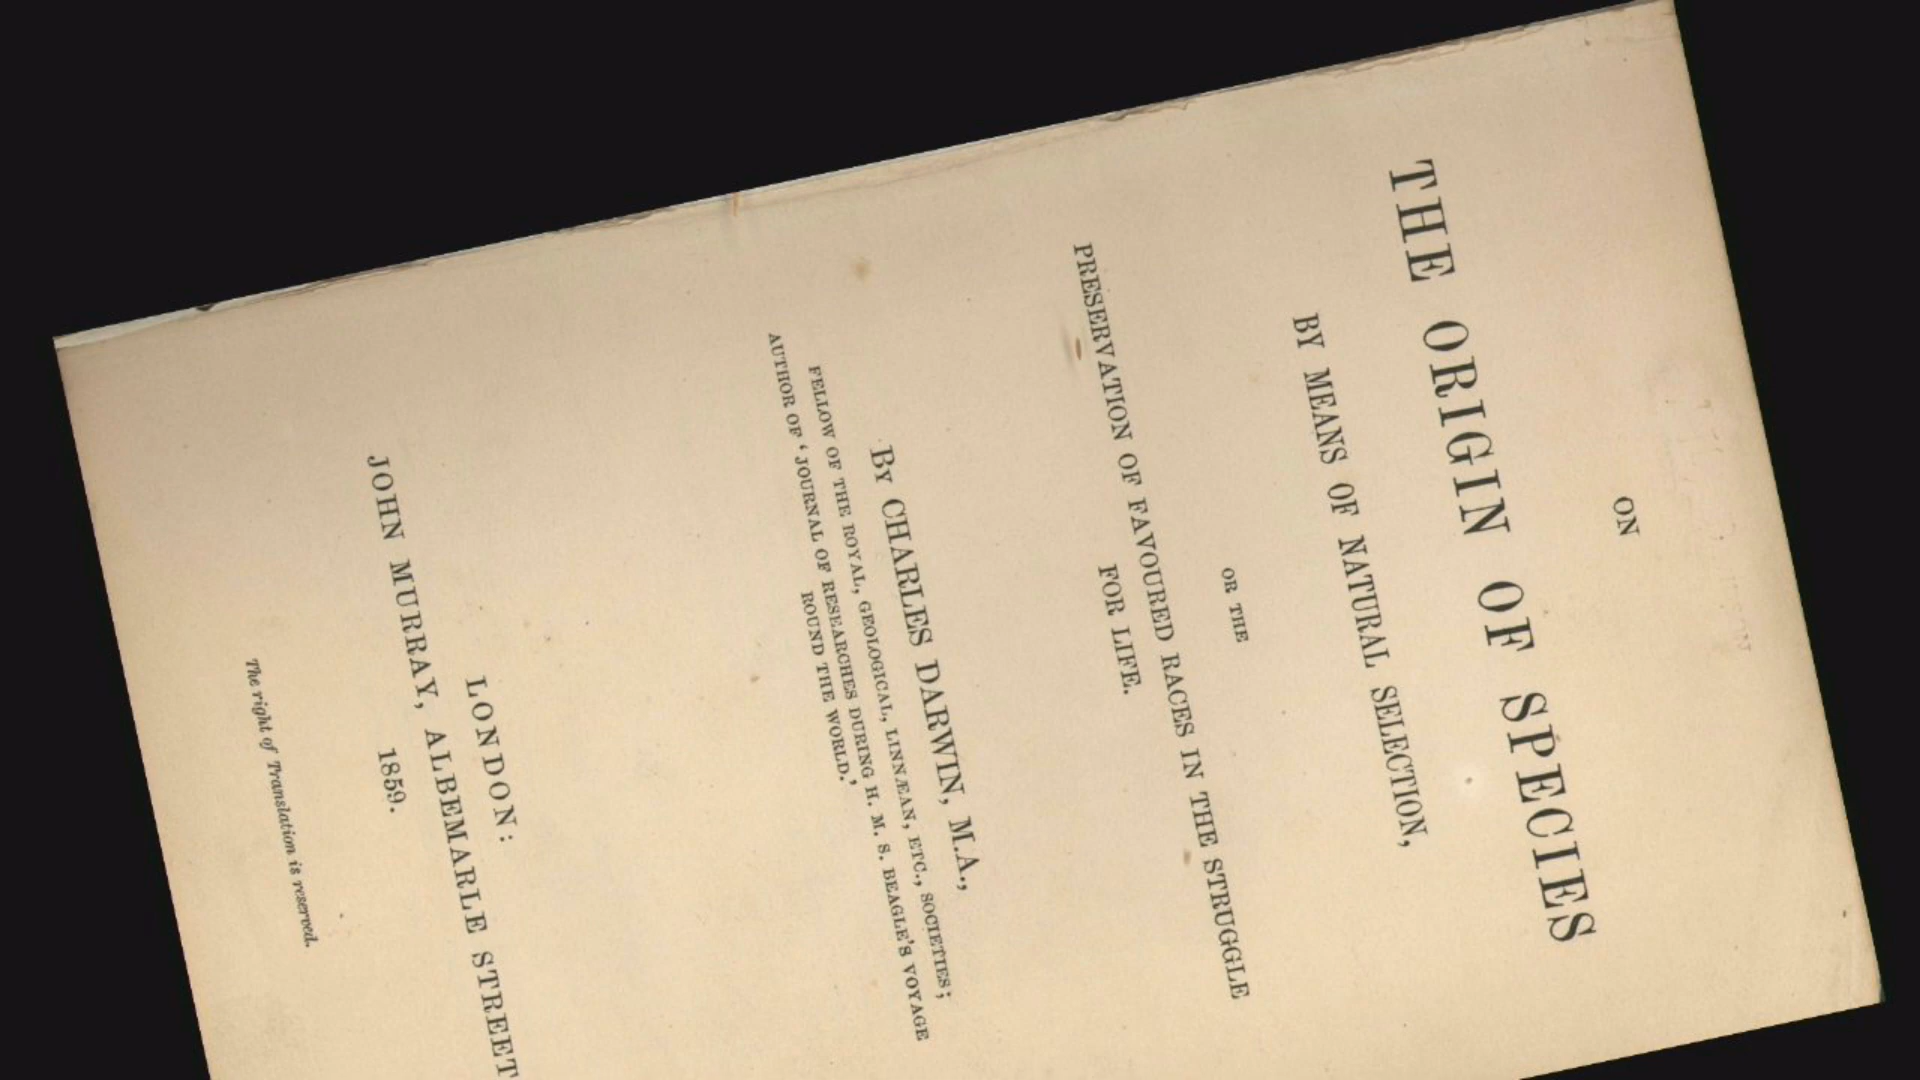 ON
THE ORIGIN OF SPECIES
BY MEANS OF NATURAL SELECTION,
OR THE
PRESERVATION OF FAVOURED RACES IN THE STRUGGLE
FOR LIFE.
By CHARLES DARWIN, M.A.,
FELLOW OF THE ROYAL, GEOLOGICAL, LINNÆAN, ETC., SOCIETIES;
AUTHOR OF ‘JOURNAL OF RESEARCHES DURING H. M. S. BEAGLE’S VOYAGE
ROUND THE WORLD.’
LONDON:
JOHN MURRAY, ALBEMARLE STREET
1859.
The right of Translation is reserved.